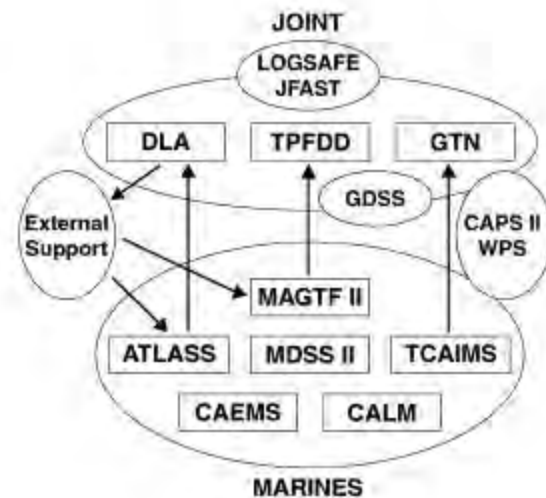 JOINT
LOGSAFE
JFAST
DLA
TPFDD
GTN
GDSS
External
Support
CAPS II
WPS
MAGTF II
ATLASS
MDSS II
TCAIMS
CAEMS
CALM
MARINES